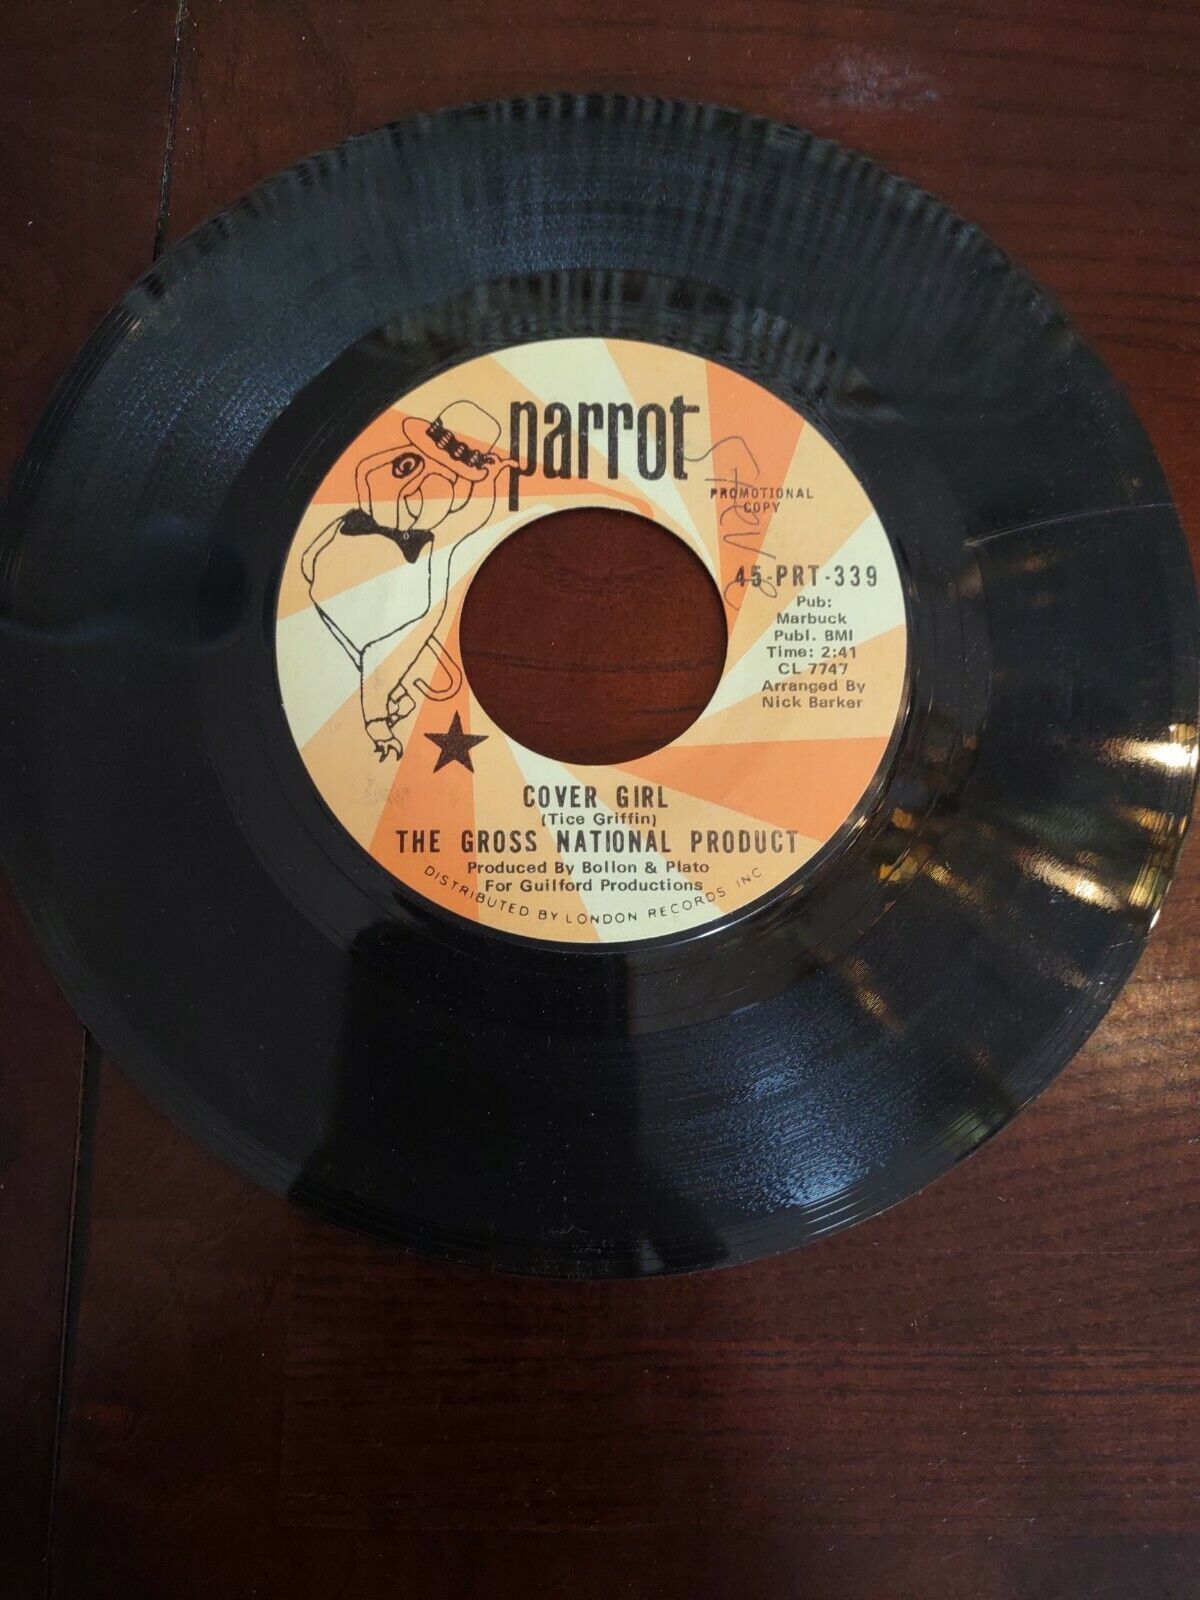 parrot
PROMOTIONAL
COPY
45-PRT-339
Pub:
Marbuck
Publ. BMI
Time: 2:41
CL 7747
Arranged By
Nick Barker
COVER GIRL
(Tice Griffin)
THE GROSS NATIONAL PRODUCT
Produced By Bollon & Plato
For Guilford Productions
DISTRIBUTED BY LONDON RECORDS, INC